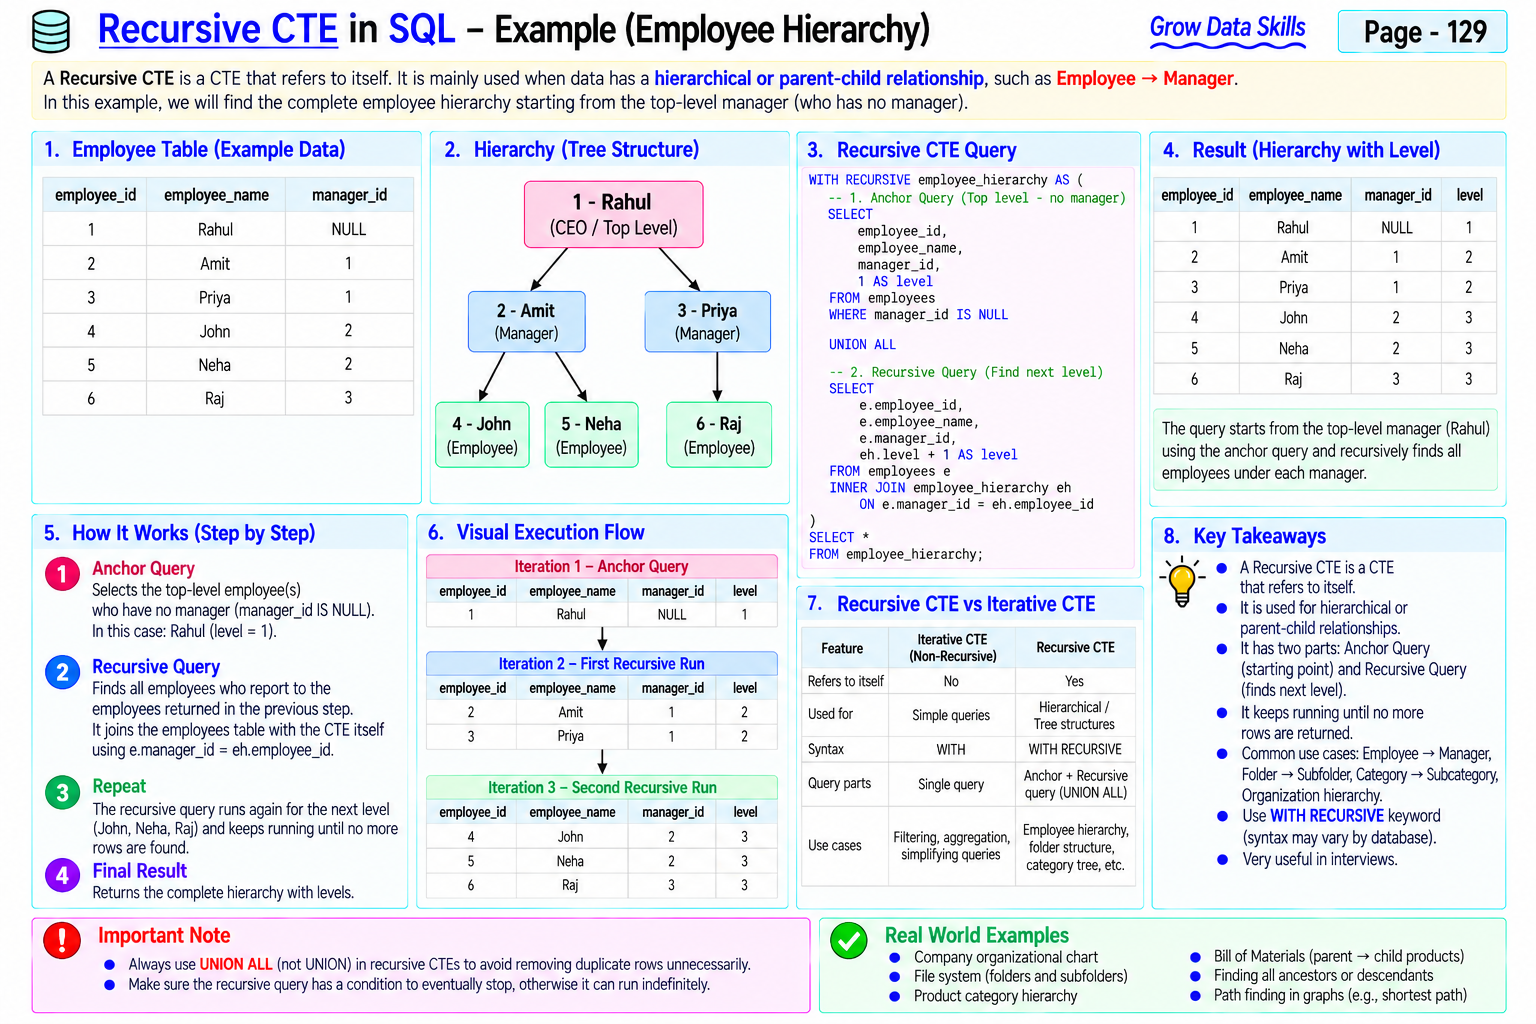 Recursive CTE in SQL – Example (Employee Hierarchy)
Grow Data Skills
Page - 129
A Recursive CTE is a CTE that refers to itself. It is mainly used when data has a hierarchical or parent-child relationship, such as Employee → Manager.
In this example, we will find the complete employee hierarchy starting from the top-level manager (who has no manager).
1. Employee Table (Example Data)
employee_id employee_name manager_id
1 Rahul NULL
2 Amit 1
3 Priya 1
4 John 2
5 Neha 2
6 Raj 3
2. Hierarchy (Tree Structure)
1 - Rahul
(CEO / Top Level)
2 - Amit
(Manager)
3 - Priya
(Manager)
4 - John
(Employee)
5 - Neha
(Employee)
6 - Raj
(Employee)
3. Recursive CTE Query
WITH RECURSIVE employee_hierarchy AS (
-- 1. Anchor Query (Top level - no manager)
SELECT
employee_id,
employee_name,
manager_id,
1 AS level
FROM employees
WHERE manager_id IS NULL
UNION ALL
-- 2. Recursive Query (Find next level)
SELECT
e.employee_id,
e.employee_name,
e.manager_id,
eh.level + 1 AS level
FROM employees e
INNER JOIN employee_hierarchy eh
ON e.manager_id = eh.employee_id
)
SELECT *
FROM employee_hierarchy;
4. Result (Hierarchy with Level)
employee_id employee_name manager_id level
1 Rahul NULL 1
2 Amit 1 2
3 Priya 1 2
4 John 2 3
5 Neha 2 3
6 Raj 3 3
The query starts from the top-level manager (Rahul)
using the anchor query and recursively finds all
employees under each manager.
5. How It Works (Step by Step)
1 Anchor Query
Selects the top-level employee(s)
who have no manager (manager_id IS NULL).
In this case: Rahul (level = 1).
2 Recursive Query
Finds all employees who report to the
employees returned in the previous step.
It joins the employees table with the CTE itself
using e.manager_id = eh.employee_id.
3 Repeat
The recursive query runs again for the next level
(John, Neha, Raj) and keeps running until no more
rows are found.
4 Final Result
Returns the complete hierarchy with levels.
6. Visual Execution Flow
Iteration 1 – Anchor Query
employee_id employee_name manager_id level
1 Rahul NULL 1
Iteration 2 – First Recursive Run
employee_id employee_name manager_id level
2 Amit 1 2
3 Priya 1 2
Iteration 3 – Second Recursive Run
employee_id employee_name manager_id level
4 John 2 3
5 Neha 2 3
6 Raj 3 3
7. Recursive CTE vs Iterative CTE
Feature
Iterative CTE
(Non-Recursive)
Recursive CTE
Refers to itself No Yes
Used for
Simple queries
Hierarchical /
Tree structures
Syntax WITH WITH RECURSIVE
Query parts
Single query
Anchor + Recursive
query (UNION ALL)
Use cases
Filtering, aggregation,
simplifying queries
Employee hierarchy,
folder structure,
category tree, etc.
8. Key Takeaways
● A Recursive CTE is a CTE
that refers to itself.
● It is used for hierarchical or
parent-child relationships.
● It has two parts: Anchor Query
(starting point) and Recursive Query
(finds next level).
● It keeps running until no more
rows are returned.
● Common use cases: Employee → Manager,
Folder → Subfolder, Category → Subcategory,
Organization hierarchy.
● Use WITH RECURSIVE keyword
(syntax may vary by database).
● Very useful in interviews.
! Important Note
● Always use UNION ALL (not UNION) in recursive CTEs to avoid removing duplicate rows unnecessarily.
● Make sure the recursive query has a condition to eventually stop, otherwise it can run indefinitely.
Real World Examples
● Company organizational chart
● File system (folders and subfolders)
● Product category hierarchy
● Bill of Materials (parent → child products)
● Finding all ancestors or descendants
● Path finding in graphs (e.g., shortest path)